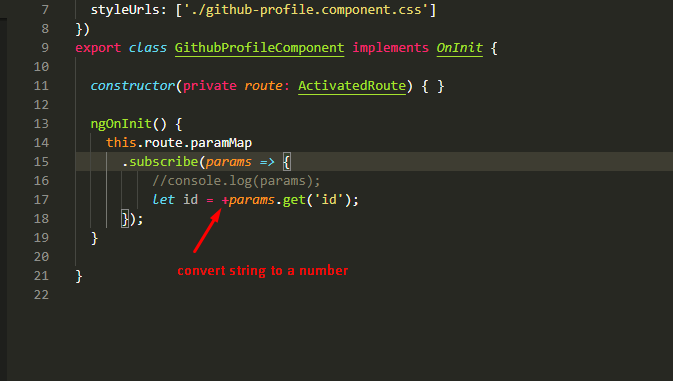 7 styleUrls: ['./github-profile.component.css']
8 })
9 export class GithubProfileComponent implements OnInit {
10
11 constructor(private route: ActivatedRoute) { }
12
13 ngOnInit() {
14 this.route.paramMap
15 .subscribe(params => {
16 //console.log(params);
17 let id = +params.get('id');
18 });
19 }
20
21 }
22
convert string to a number